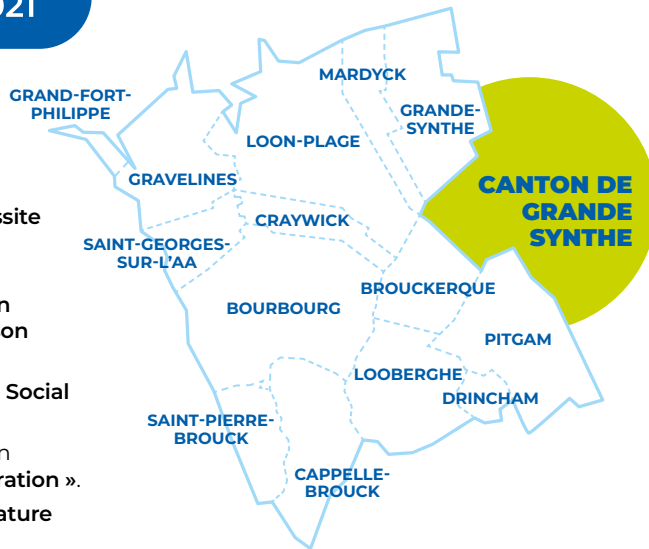 021
GRAND-FORT-
PHILIPPE
MARDYCK
GRANDE-
SYNTHE
LOON-PLAGE
GRAVELINES
CANTON DE
GRANDE
SYNTHE
CRAYWICK
SAINT-GEORGES-
SUR-L'AA
BROUCKERQUE
BOURBOURG
PITGAM
LOOBERGHE
DRINCHAM
SAINT-PIERRE-
BROUCK
CAPPELLE-
BROUCK
ssite
n
son
Social
n
ration ».
ature